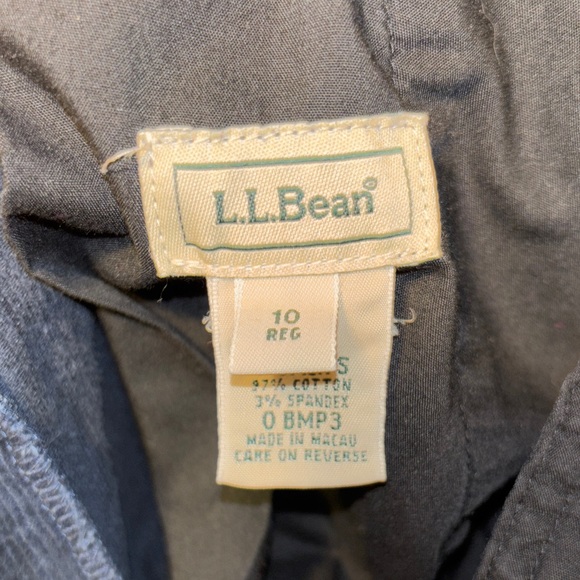 L.L.Bean®
10
REG
97% COTTON
3% SPANDEX
0 BMP3
MADE IN MACAU
CARE ON REVERSE